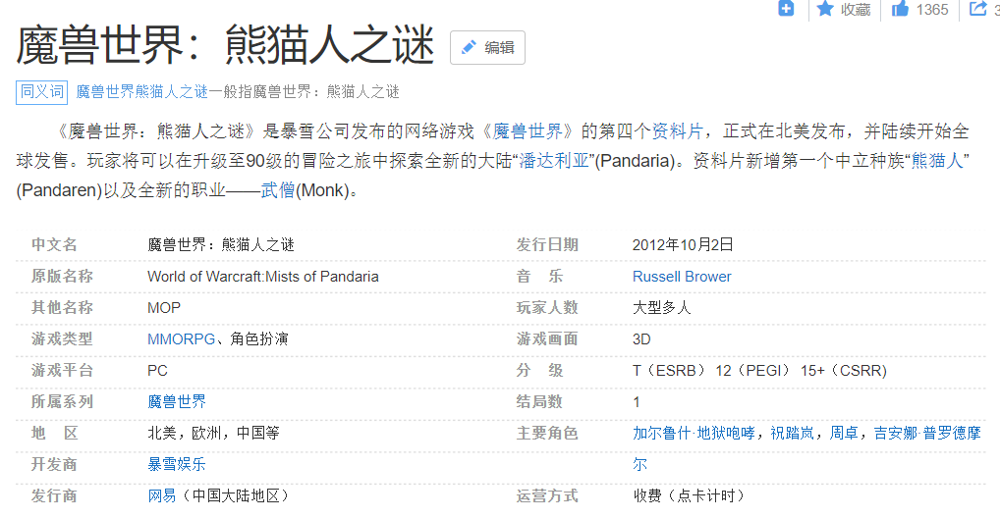 收藏 1365 3
魔兽世界：熊猫人之谜 编辑
同义词 魔兽世界熊猫人之谜一般指魔兽世界：熊猫人之谜
《魔兽世界：熊猫人之谜》是暴雪公司发布的网络游戏《魔兽世界》的第四个资料片，正式在北美发布，并陆续开始全
球发售。玩家将可以在升级至90级的冒险之旅中探索全新的大陆“潘达利亚”(Pandaria)。资料片新增第一个中立种族“熊猫人”
(Pandaren)以及全新的职业——武僧(Monk)。
中文名 魔兽世界：熊猫人之谜 发行日期 2012年10月2日
原版名称 World of Warcraft:Mists of Pandaria 音 乐 Russell Brower
其他名称 MOP 玩家人数 大型多人
游戏类型 MMORPG、角色扮演 游戏画面 3D
游戏平台 PC 分 级 T（ESRB） 12（PEGI） 15+（CSRR)
所属系列 魔兽世界 结局数 1
地 区 北美，欧洲，中国等 主要角色 加尔鲁什·地狱咆哮，祝踏岚，周卓，吉安娜·普罗德摩
开发商 暴雪娱乐 尔
发行商 网易（中国大陆地区） 运营方式 收费（点卡计时）